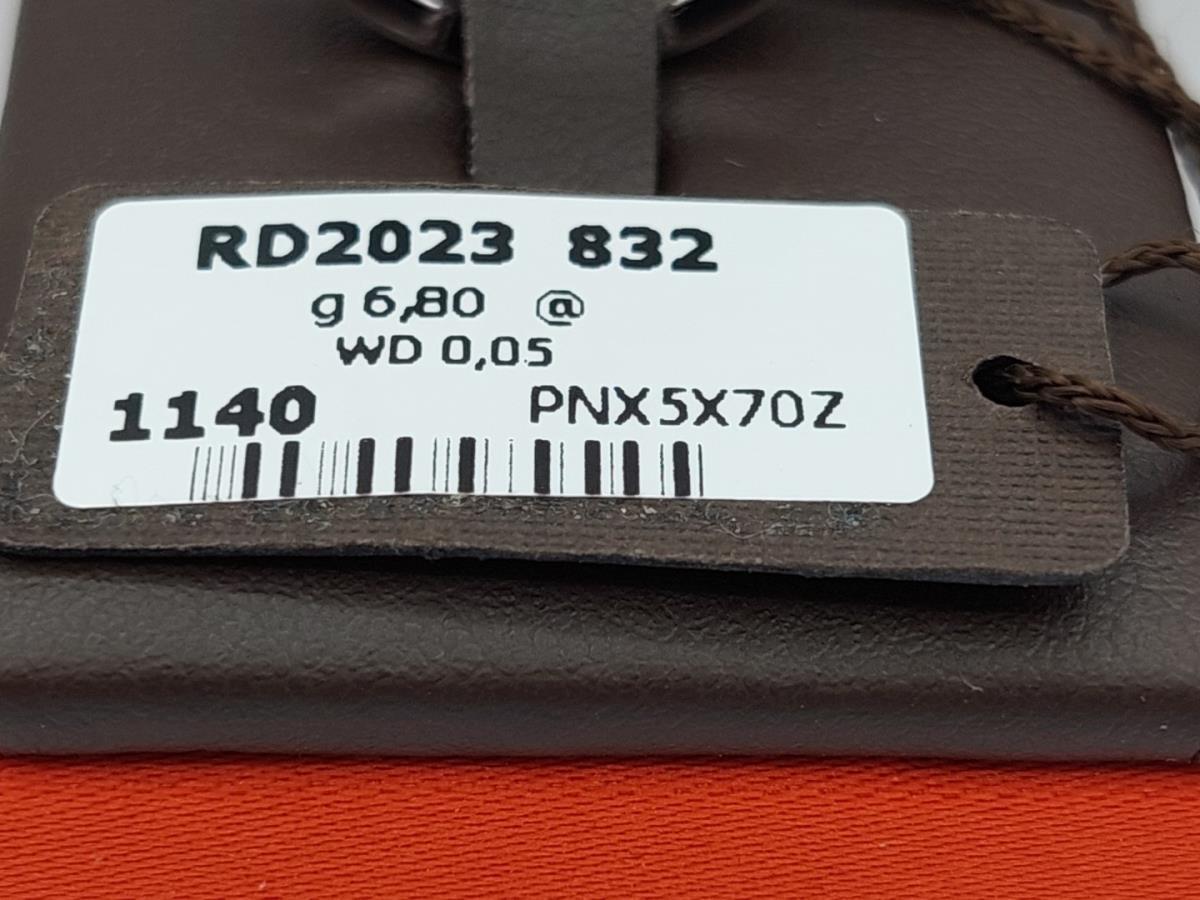 RD2023 832
g 6,80 @
WD 0,05
1140 PNX5X70Z